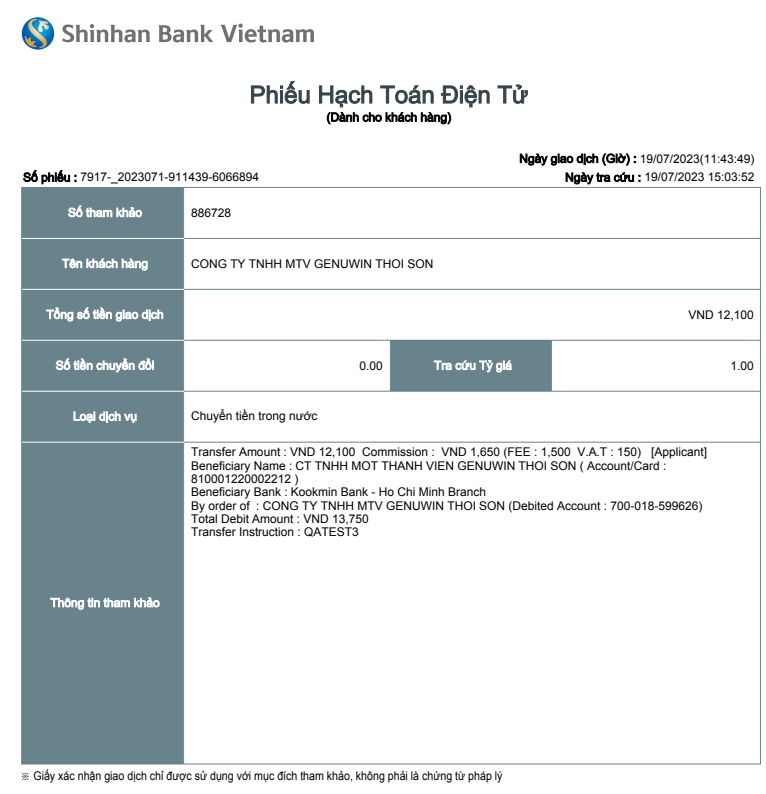 Shinhan Bank Vietnam
Phiếu Hạch Toán Điện Tử
(Dành cho khách hàng)
Ngày giao dịch (Giờ) : 19/07/2023(11:43:49)
Số phiếu : 7917-_2023071-911439-6066894 Ngày tra cứu : 19/07/2023 15:03:52
Số tham khảo 886728
Tên khách hàng CONG TY TNHH MTV GENUWIN THOI SON
Tổng số tiền giao dịch VND 12,100
Số tiền chuyển đổi 0.00 Tra cứu Tỷ giá 1.00
Loại dịch vụ Chuyển tiền trong nước
Transfer Amount : VND 12,100 Commission : VND 1,650 (FEE : 1,500 V.A.T : 150) [Applicant]
Beneficiary Name : CT TNHH MOT THANH VIEN GENUWIN THOI SON ( Account/Card :
810001220002212 )
Beneficiary Bank : Kookmin Bank - Ho Chi Minh Branch
By order of : CONG TY TNHH MTV GENUWIN THOI SON (Debited Account : 700-018-599626)
Total Debit Amount : VND 13,750
Transfer Instruction : QATEST3
Thông tin tham khảo
※ Giấy xác nhận giao dịch chỉ được sử dụng với mục đích tham khảo, không phải là chứng từ pháp lý